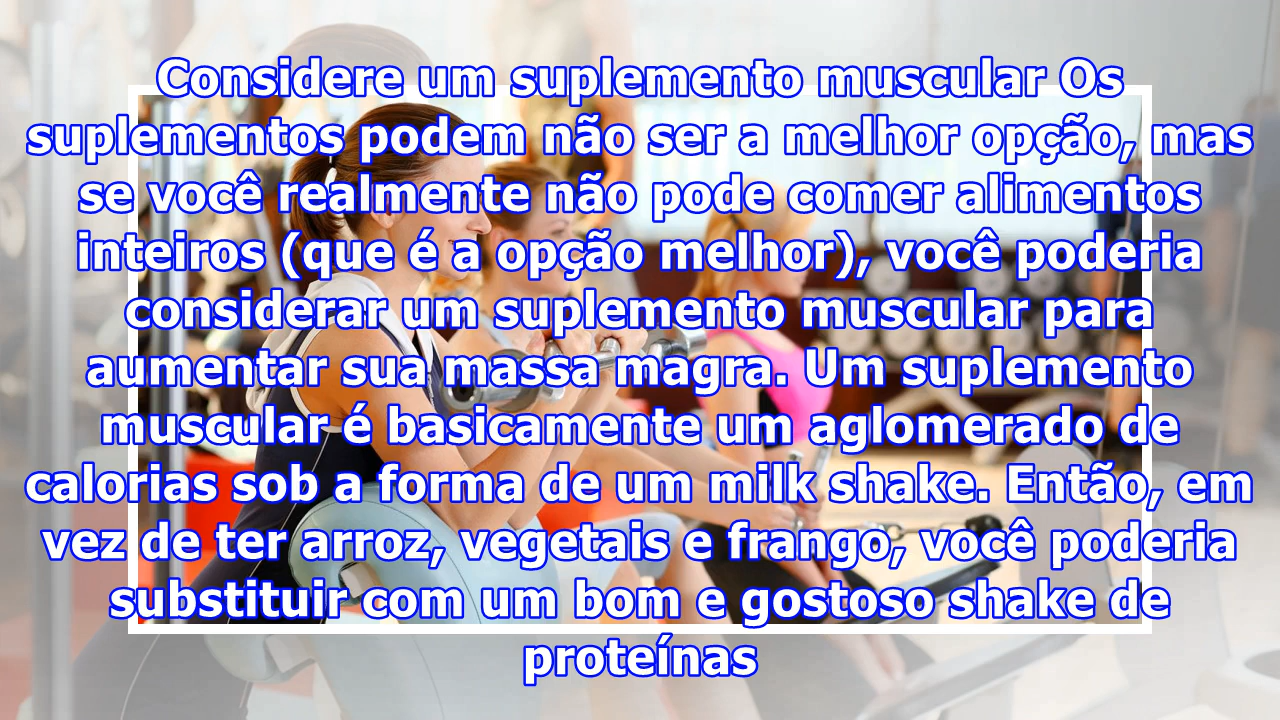 Considere um suplemento muscular Os
suplementos podem não ser a melhor opção, mas
se você realmente não pode comer alimentos
inteiros (que é a opção melhor), você poderia
considerar um suplemento muscular para
aumentar sua massa magra. Um suplemento
muscular é basicamente um aglomerado de
calorias sob a forma de um milk shake. Então, em
vez de ter arroz, vegetais e frango, você poderia
substituir com um bom e gostoso shake de
proteínas